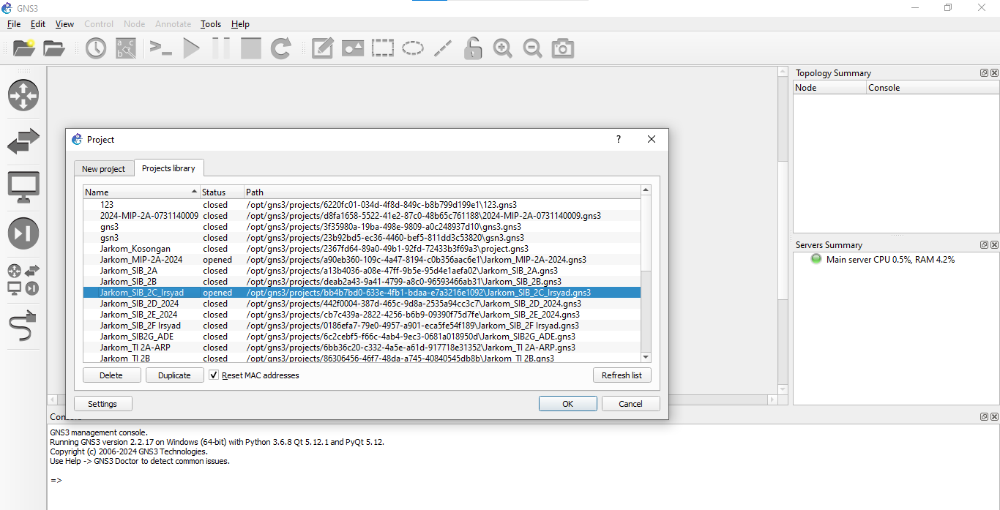 GNS3
File Edit View Control Node Annotate Tools Help
Topology Summary
Node Console
Project ?
New project Projects library
Name Status Path
123 closed /opt/gns3/projects/6220fc01-034d-4f8d-849c-b8b799d199e1\123.gns3
2024-MIP-2A-0731140009 closed /opt/gns3/projects/d8fa1658-5522-41e2-87c0-48b65c761188\2024-MIP-2A-0731140009.gns3
gns3 closed /opt/gns3/projects/3f35980a-19ba-498e-9809-a0c248937d10\gns3.gns3
gsn3 closed /opt/gns3/projects/23b92bd5-ec36-4460-bef5-811dd3c53820\gsn3.gns3
Jarkom_Kosongan closed /opt/gns3/projects/2367fd64-89a0-49b1-92fd-72433b3f69a3\project.gns3
Jarkom_MIP-2A-2024 opened /opt/gns3/projects/a90eb360-109c-4a47-8194-c0b356aac6e1\Jarkom_MIP-2A-2024.gns3
Jarkom_SIB_2A closed /opt/gns3/projects/a13b4036-a08e-47ff-9b5e-95d4e1aefa02\Jarkom_SIB_2A.gns3
Jarkom_SIB_2B closed /opt/gns3/projects/deab2a43-9a41-4799-a8c0-96593466ab31\Jarkom_SIB_2B.gns3
Jarkom_SIB_2C_Irsyad opened /opt/gns3/projects/bb4b7bd0-633e-4fb1-bdaa-e7a3216e1092\Jarkom_SIB_2C_Irsyad.gns3
Jarkom_SIB_2D_2024 closed /opt/gns3/projects/442f0004-387d-465c-9d8a-2535a94cc3c7\Jarkom_SIB_2D_2024.gns3
Jarkom_SIB_2E_2024 closed /opt/gns3/projects/cb7c439a-2822-4256-b6b9-09390f75d7fe\Jarkom_SIB_2E_2024.gns3
Jarkom_SIB_2F Irsyad closed /opt/gns3/projects/0186efa7-79e0-4957-a901-eca5fe54f189\Jarkom_SIB_2F Irsyad.gns3
Jarkom_SIB2G_ADE closed /opt/gns3/projects/6c2cebf5-f66c-4ab4-9ec3-0681a018950d\Jarkom_SIB2G_ADE.gns3
Jarkom_TI 2A-ARP closed /opt/gns3/projects/6bb36c20-c332-4a5e-a61d-917718e31352\Jarkom_TI 2A-ARP.gns3
Jarkom_TI 2B closed /opt/gns3/projects/86306456-46f7-48da-a745-40840545db8b\Jarkom_TI 2B.gns3
Delete Duplicate Reset MAC addresses Refresh list
Settings OK Cancel
Servers Summary
Main server CPU 0.5%, RAM 4.2%
GNS3 management console.
Running GNS3 version 2.2.17 on Windows (64-bit) with Python 3.6.8 Qt 5.12.1 and PyQt 5.12.
Copyright (c) 2006-2024 GNS3 Technologies.
Use Help -> GNS3 Doctor to detect common issues.
=>